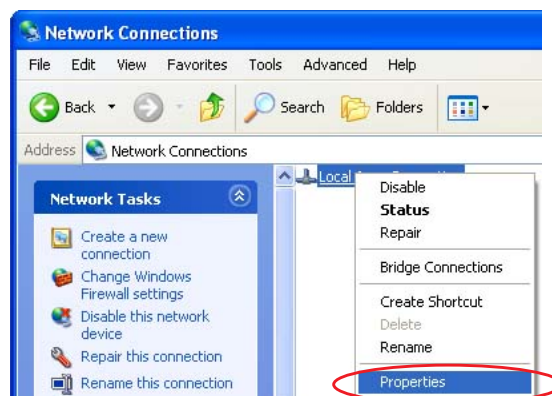 Network Connections
File Edit View Favorites Tools Advanced Help
Back Search Folders
Address Network Connections
Network Tasks
Create a new
connection
Change Windows
Firewall settings
Disable this network
device
Repair this connection
Rename this connection
Local
Disable
Status
Repair
Bridge Connections
Create Shortcut
Delete
Rename
Properties